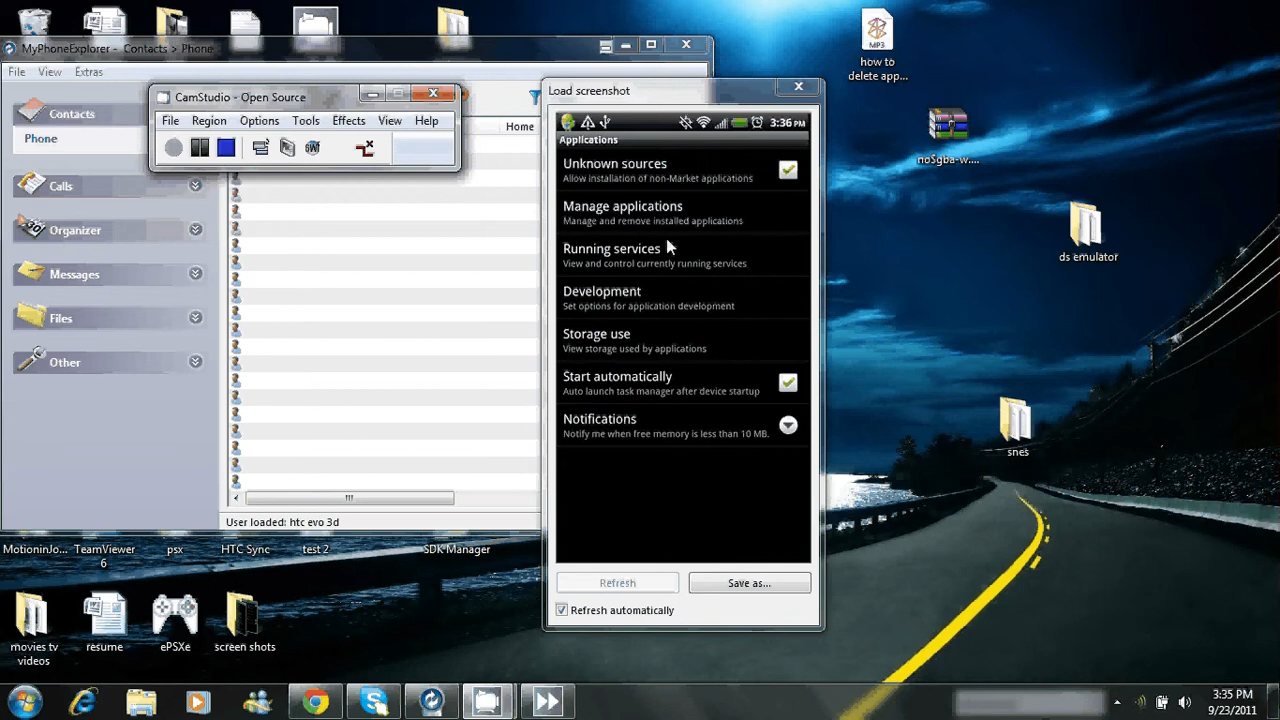 MyPhoneExplorer - Contacts > Phone
File View Extras
Contacts
Phone
Calls
Organizer
Messages
Files
Other
Home
User loaded: htc evo 3d
CamStudio - Open Source
File Region Options Tools Effects View Help
Load screenshot
3:36 PM
Applications
Unknown sources
Allow installation of non-Market applications
Manage applications
Manage and remove installed applications
Running services
View and control currently running services
Development
Set options for application development
Storage use
View storage used by applications
Start automatically
Auto launch task manager after device startup
Notifications
Notify me when free memory is less than 10 MB.
Refresh
Save as...
Refresh automatically
MP3
how to
delete app...
no$gba-w....
ds emulator
snes
MotioninJo...
TeamViewer
6
psx
HTC Sync
test 2
SDK Manager
movies tv
videos
resume
ePSXe
screen shots
3:35 PM
9/23/2011